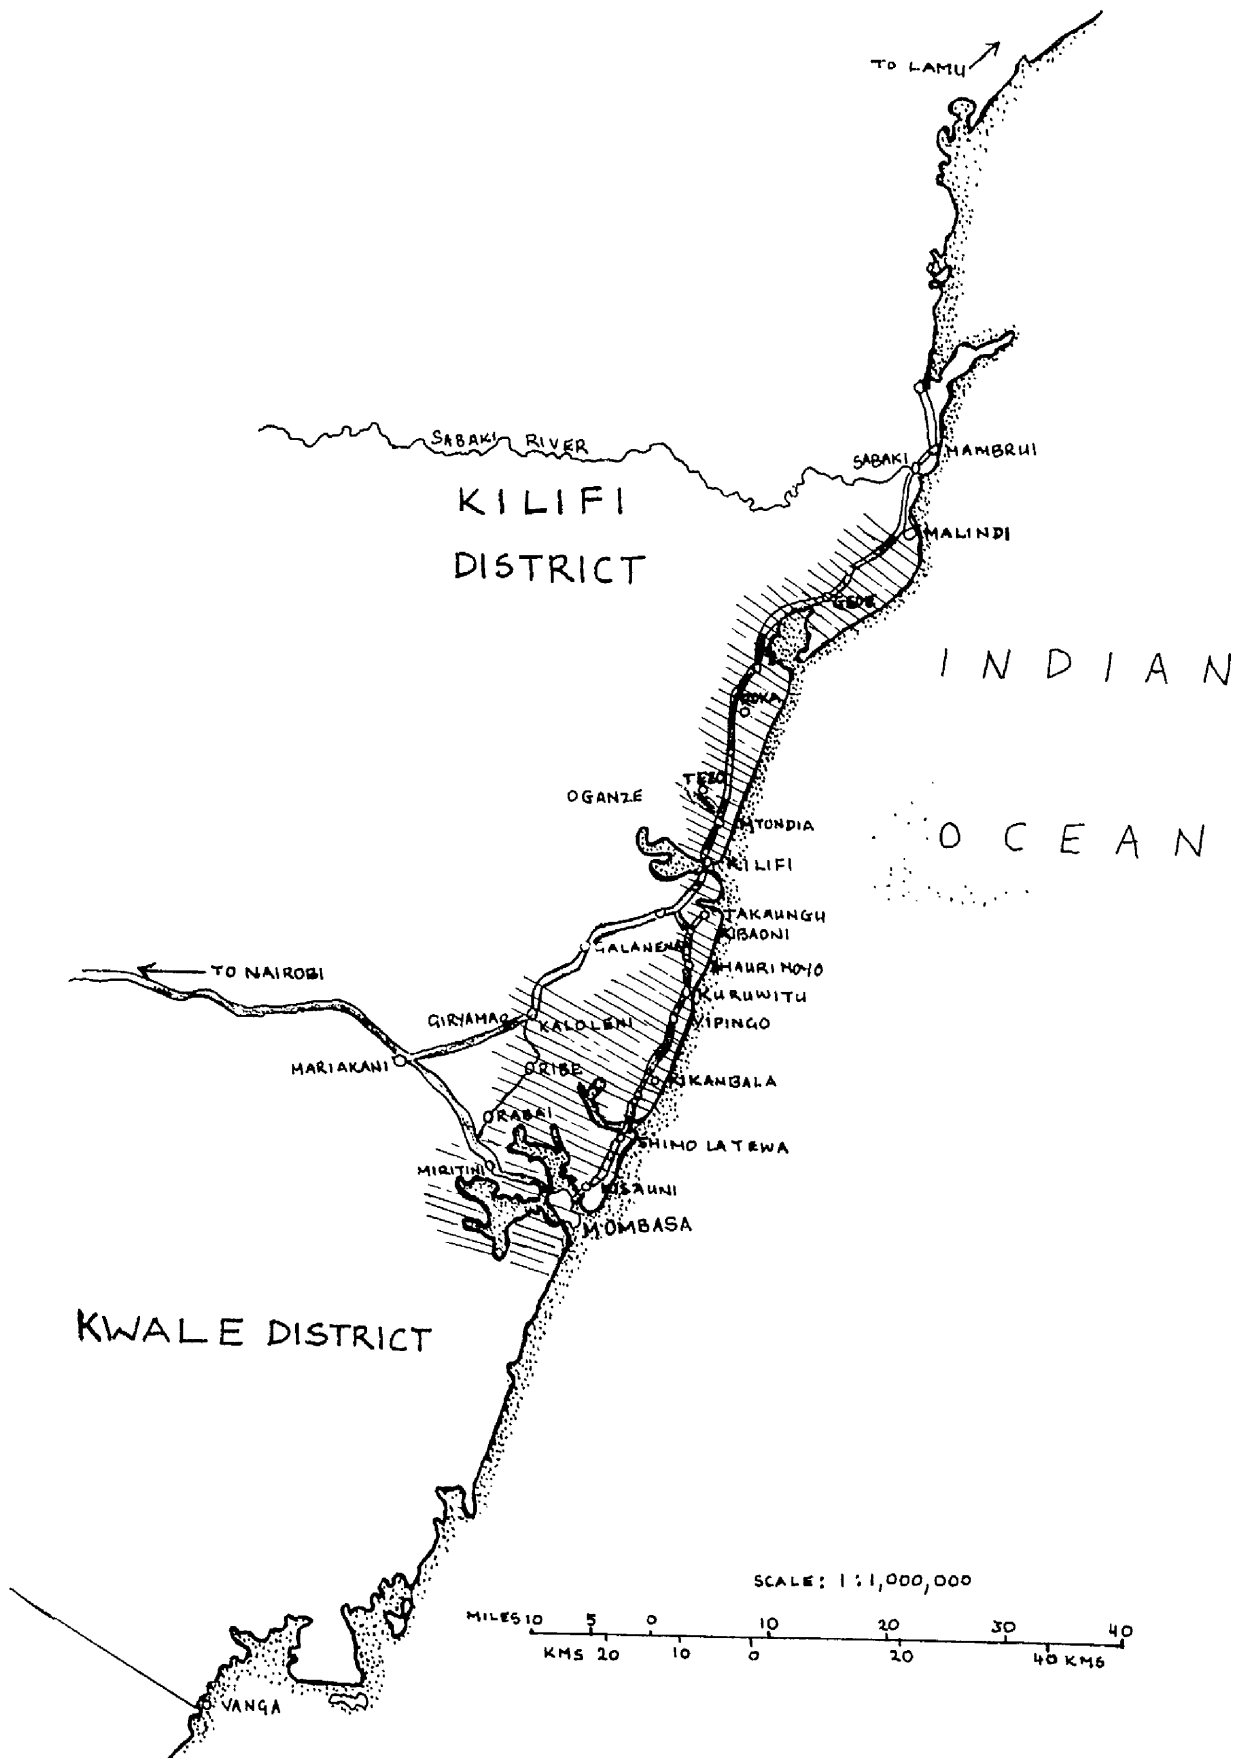 TO LAMU
SABAKI RIVER
SABAKI
MAMBRUI
KILIFI
DISTRICT
MALINDI
GEDE
INDIAN
TEZO
OGANZE
MTONDIA
OCEAN
KILIFI
TAKAUNGU
KIBAONI
TO NAIROBI
KURUWITU
GIRYAMA
KALOLENI
VIPINGO
MARIAKANI
RIBE
KIKANBALA
RABAI
SHIMO LA TEWA
MIRITINI
KISAUNI
MOMBASA
KWALE DISTRICT
SCALE: 1:1,000,000
MILES 10 5 0 10 20 30 40
KMS 20 10 0 20 40 KMS
VANGA